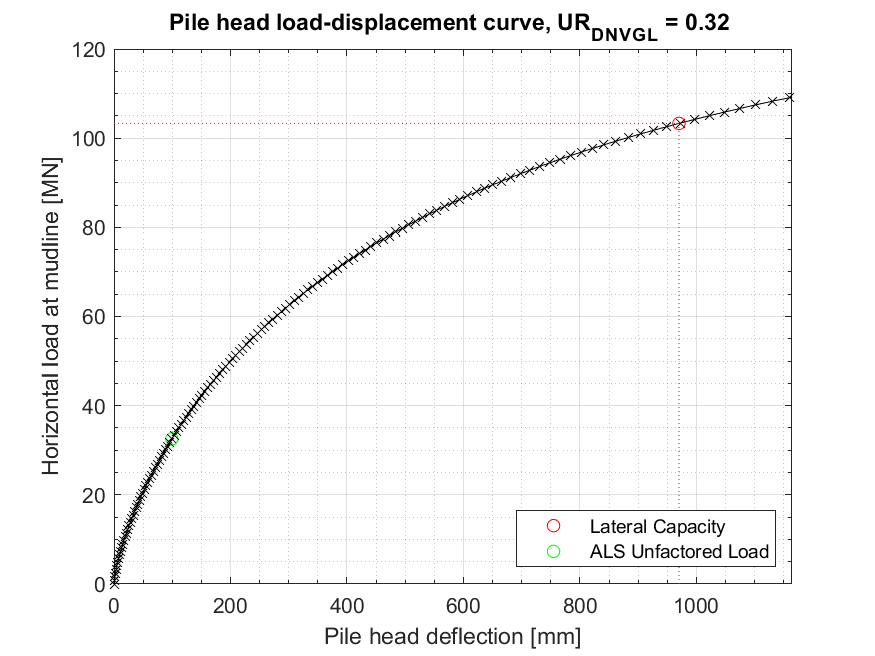 Pile head load-displacement curve, UR_DNVGL = 0.32
120
100
80
60
40
20
0
Horizontal load at mudline [MN]
Lateral Capacity
ALS Unfactored Load
0 200 400 600 800 1000
Pile head deflection [mm]